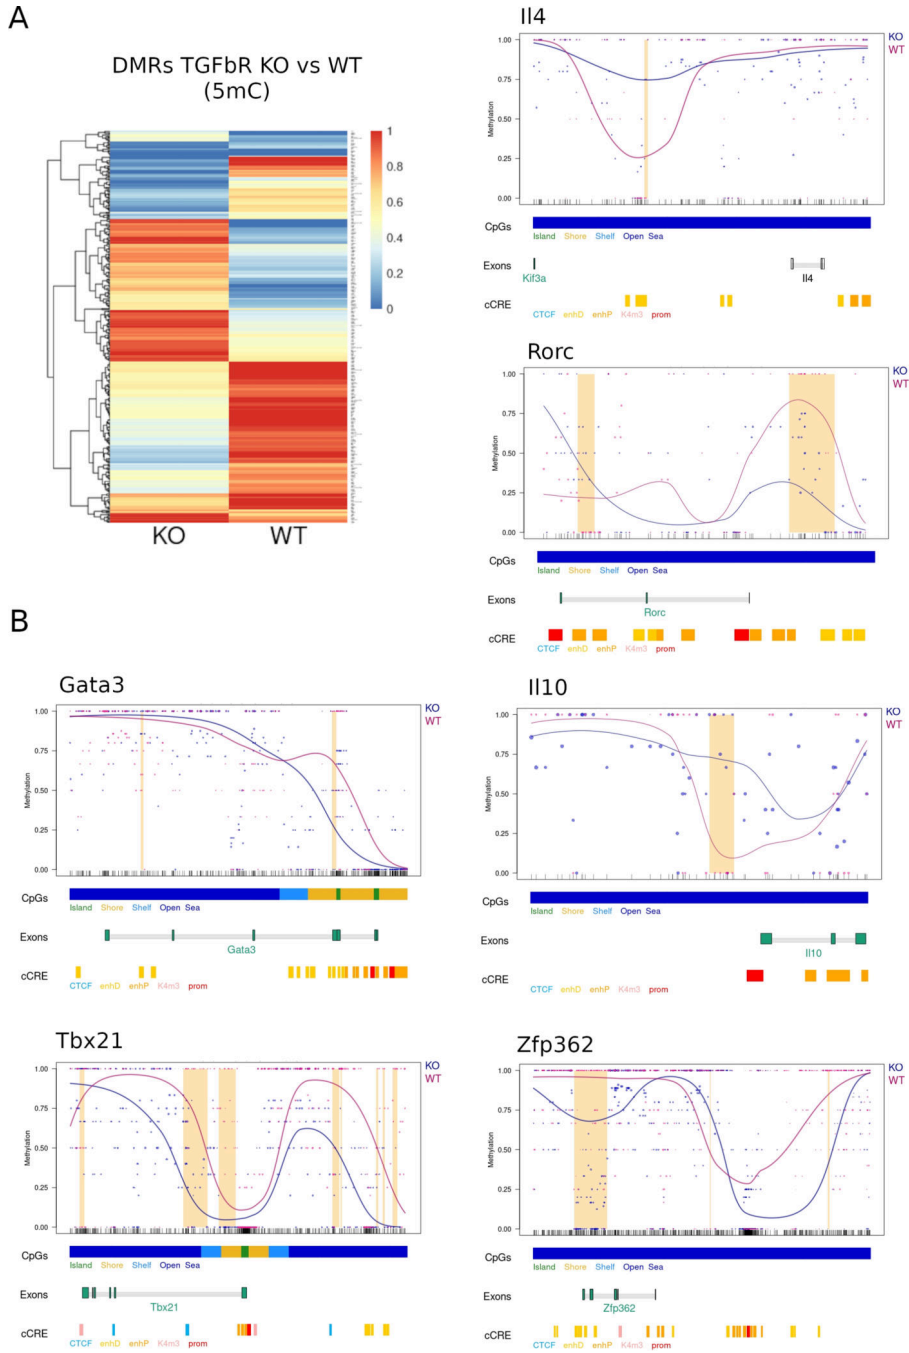 A
DMRs TGFbR KO vs WT
(5mC)
1
0.8
0.6
0.4
0.2
0
KO WT
Il4
KO
WT
Methylation
1.00
0.75
0.50
0.25
0.00
CpGs
Island Shore Shelf Open Sea
Exons
Kif3a Il4
cCRE
CTCF enhD enhP K4m3 prom
Rorc
KO
WT
Methylation
1.00
0.75
0.50
0.25
0.00
CpGs
Island Shore Shelf Open Sea
Exons
Rorc
cCRE
CTCF enhD enhP K4m3 prom
B
Gata3
KO
WT
Methylation
1.00
0.75
0.50
0.25
0.00
CpGs
Island Shore Shelf Open Sea
Exons
Gata3
cCRE
CTCF enhD enhP K4m3 prom
Il10
KO
WT
Methylation
1.00
0.75
0.50
0.25
0.00
CpGs
Island Shore Shelf Open Sea
Exons
Il10
cCRE
CTCF enhD enhP K4m3 prom
Tbx21
KO
WT
Methylation
1.00
0.75
0.50
0.25
0.00
CpGs
Island Shore Shelf Open Sea
Exons
Tbx21
cCRE
CTCF enhD enhP K4m3 prom
Zfp362
KO
WT
Methylation
1.00
0.75
0.50
0.25
0.00
CpGs
Island Shore Shelf Open Sea
Exons
Zfp362
cCRE
CTCF enhD enhP K4m3 prom